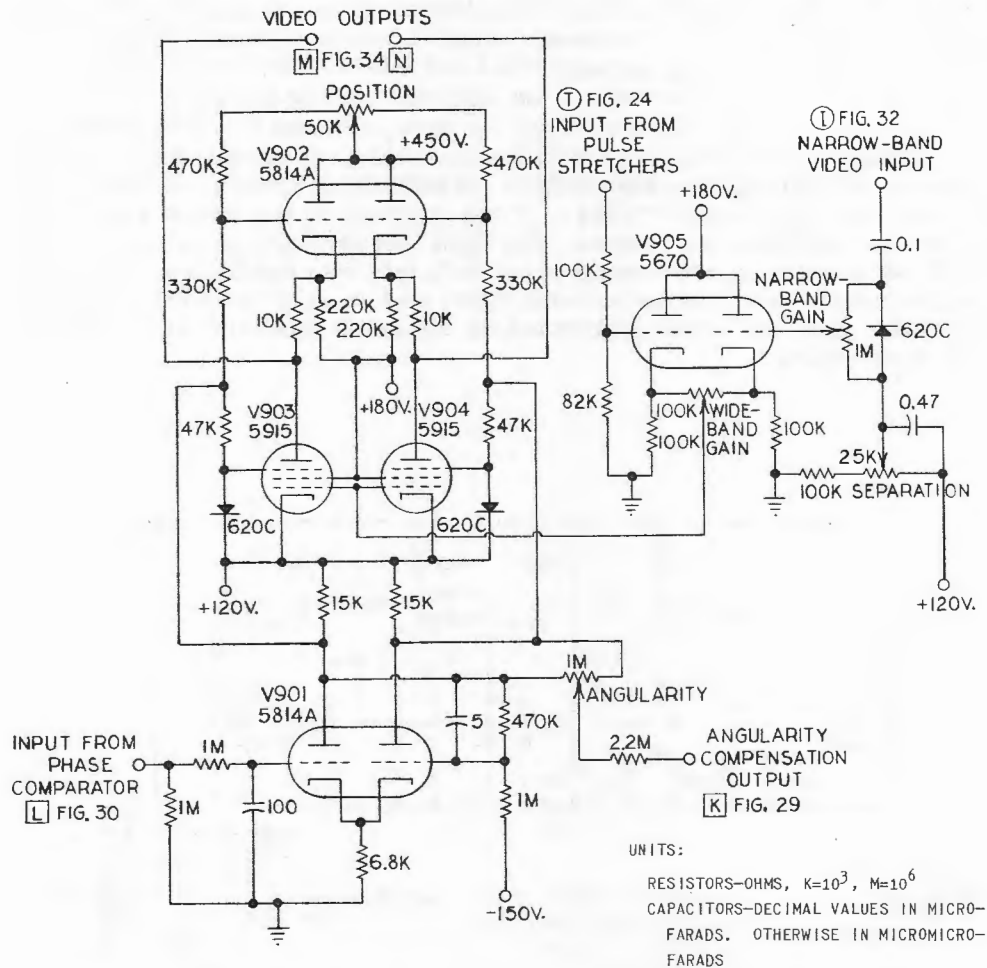 VIDEO OUTPUTS
M FIG. 34 N
POSITION
50K
+450V.
V902
5814A
470K
470K
330K
330K
10K
220K
220K
10K
+180V.
V903
5915
V904
5915
47K
47K
620C
620C
+120V.
15K
15K
T FIG. 24
INPUT FROM
PULSE
STRETCHERS
+180V.
V905
5670
100K
82K
100K WIDE-
BAND
GAIN
100K
100K
I FIG. 32
NARROW-BAND
VIDEO INPUT
0.1
NARROW-
BAND
GAIN
1M
620C
0.47
25K
100K SEPARATION
+120V.
V901
5814A
INPUT FROM
PHASE
COMPARATOR
L FIG. 30
1M
1M
100
6.8K
5
470K
1M
-150V.
1M
ANGULARITY
2.2M
ANGULARITY
COMPENSATION
OUTPUT
K FIG. 29
UNITS:
RESISTORS-OHMS, K=10³, M=10⁶
CAPACITORS-DECIMAL VALUES IN MICRO-
FARADS. OTHERWISE IN MICROMICRO-
FARADS